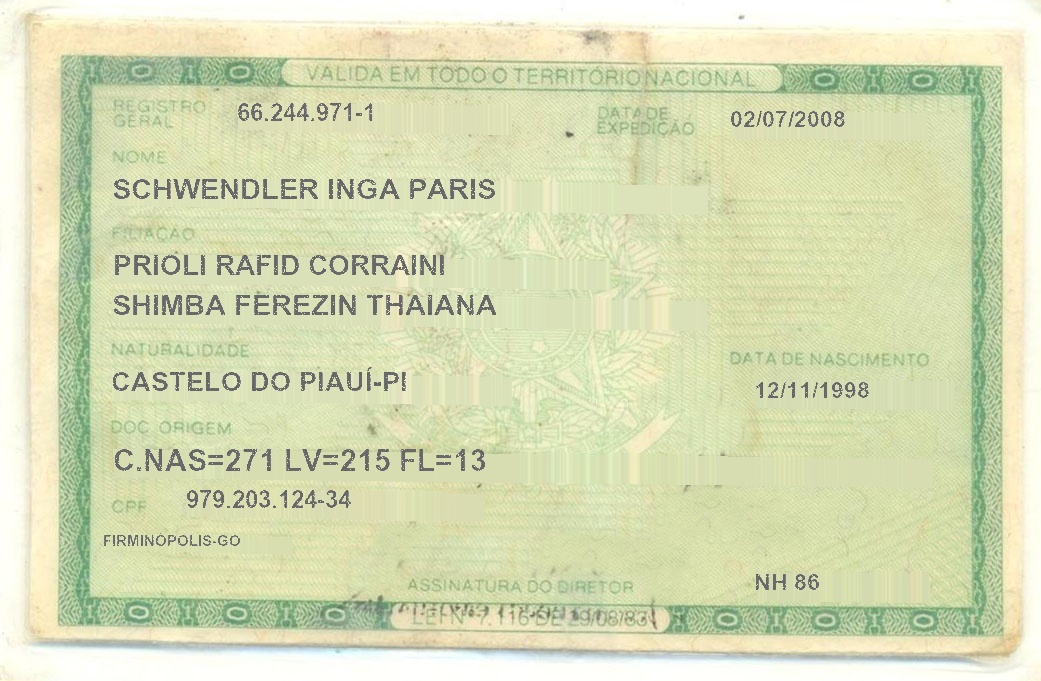 VÁLIDA EM TODO O TERRITÓRIO NACIONAL
REGISTRO GERAL 66.244.971-1 DATA DE EXPEDIÇÃO 02/07/2008
NOME
SCHWENDLER INGA PARIS
FILIAÇÃO
PRIOLI RAFID CORRAINI
SHIMBA FEREZIN THAIANA
NATURALIDADE DATA DE NASCIMENTO
CASTELO DO PIAUÍ-PI 12/11/1998
DOC ORIGEM
C.NAS=271 LV=215 FL=13
CPF 979.203.124-34
FIRMINÓPOLIS-GO
ASSINATURA DO DIRETOR NH 86
LEI Nº 7.116 DE 29/08/83